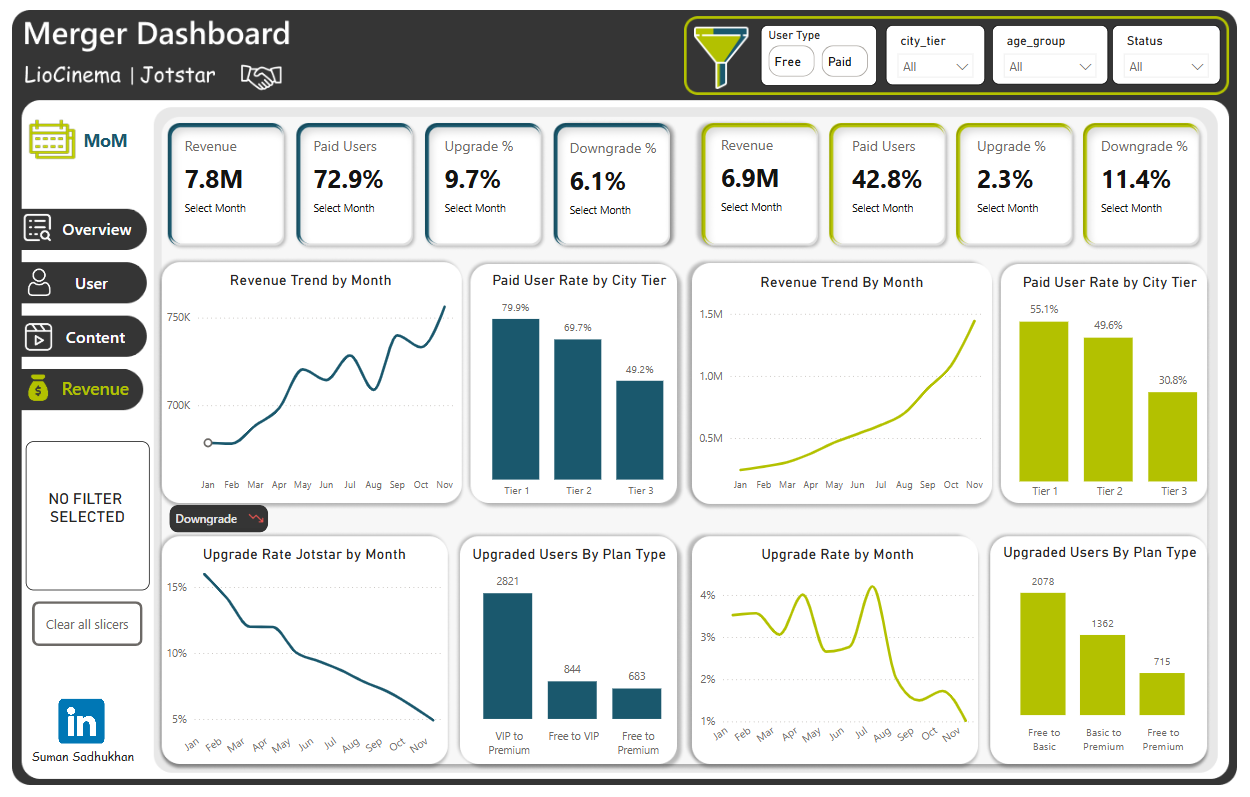 Merger Dashboard
LioCinema | Jotstar
User Type
Free
Paid
city_tier
All
age_group
All
Status
All
MoM
Overview
User
Content
Revenue
NO FILTER
SELECTED
Clear all slicers
in
Suman Sadhukhan
Revenue
7.8M
Select Month
Paid Users
72.9%
Select Month
Upgrade %
9.7%
Select Month
Downgrade %
6.1%
Select Month
Revenue
6.9M
Select Month
Paid Users
42.8%
Select Month
Upgrade %
2.3%
Select Month
Downgrade %
11.4%
Select Month
Revenue Trend by Month
750K
700K
Jan Feb Mar Apr May Jun Jul Aug Sep Oct Nov
Paid User Rate by City Tier
79.9%
69.7%
49.2%
Tier 1 Tier 2 Tier 3
Revenue Trend By Month
1.5M
1.0M
0.5M
Jan Feb Mar Apr May Jun Jul Aug Sep Oct Nov
Paid User Rate by City Tier
55.1%
49.6%
30.8%
Tier 1 Tier 2 Tier 3
Downgrade
Upgrade Rate Jotstar by Month
15%
10%
5%
Jan Feb Mar Apr May Jun Jul Aug Sep Oct Nov
Upgraded Users By Plan Type
2821
844
683
VIP to
Premium
Free to VIP
Free to
Premium
Upgrade Rate by Month
4%
3%
2%
1%
Jan Feb Mar Apr May Jun Jul Aug Sep Oct Nov
Upgraded Users By Plan Type
2078
1362
715
Free to
Basic
Basic to
Premium
Free to
Premium